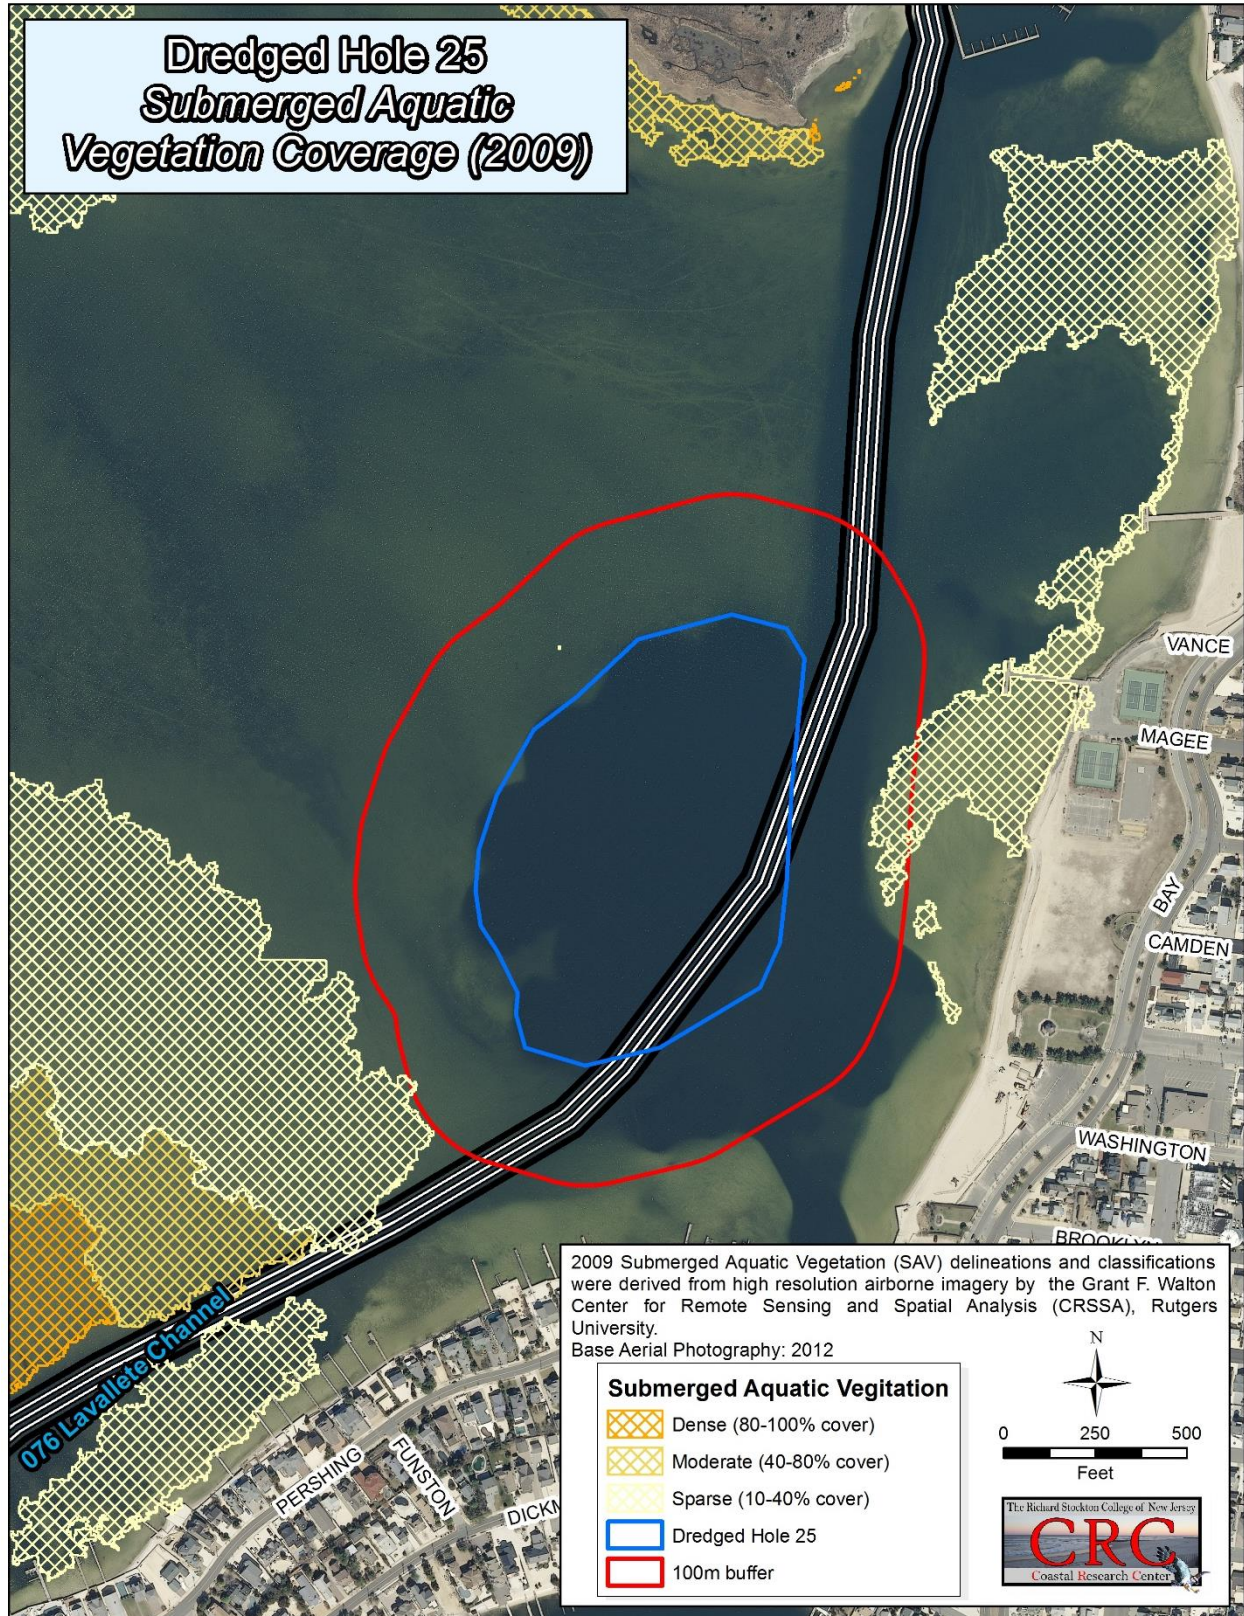 Dredged Hole 25
Submerged Aquatic
Vegetation Coverage (2009)
VANCE
MAGEE
BAY
CAMDEN
WASHINGTON
BROOKLYN
076 Lavallete Channel
PERSHING
FUNSTON
DICKM
2009 Submerged Aquatic Vegetation (SAV) delineations and classifications
were derived from high resolution airborne imagery by the Grant F. Walton
Center for Remote Sensing and Spatial Analysis (CRSSA), Rutgers
University.
Base Aerial Photography: 2012
Submerged Aquatic Vegitation
Dense (80-100% cover)
Moderate (40-80% cover)
Sparse (10-40% cover)
Dredged Hole 25
100m buffer
N
0 250 500
Feet
The Richard Stockton College of New Jersey
CRC
Coastal Research Center